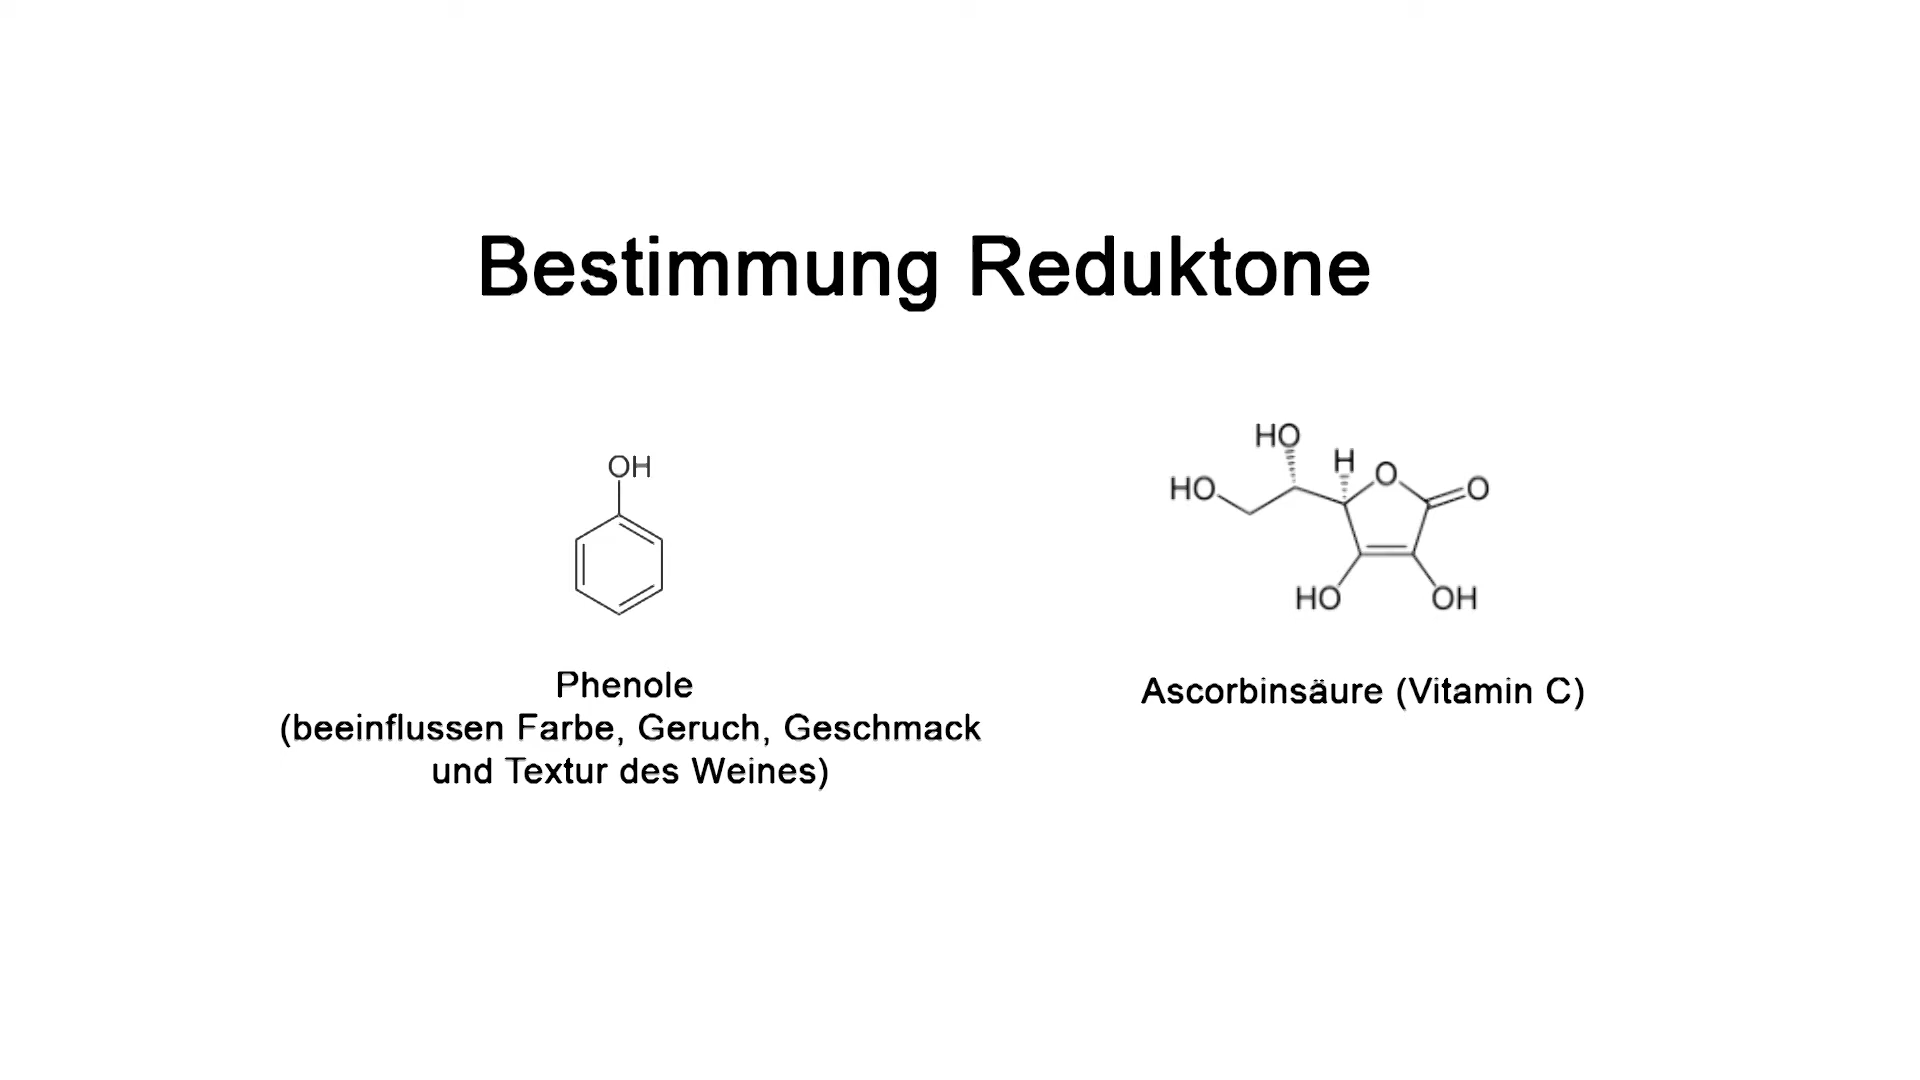 Bestimmung Reduktone
OH
Phenole
(beeinflussen Farbe, Geruch, Geschmack
und Textur des Weines)
HO
H
O
HO
O
HO
OH
Ascorbinsäure (Vitamin C)